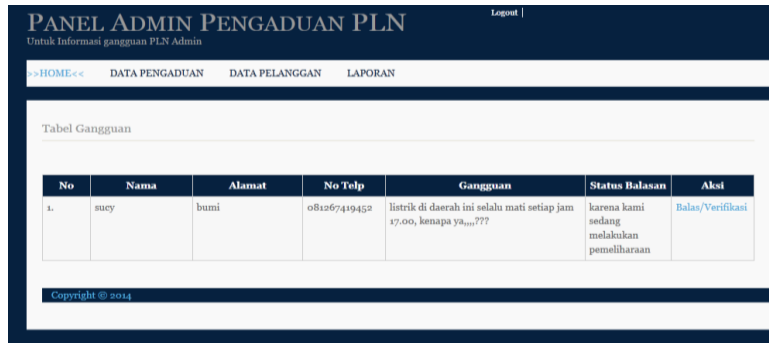 Logout |
PANEL ADMIN PENGADUAN PLN
Untuk Informasi gangguan PLN Admin
>>HOME<< DATA PENGADUAN DATA PELANGGAN LAPORAN
Tabel Gangguan
No Nama Alamat No Telp Gangguan Status Balasan Aksi
1. sucy bumi 081267419452 listrik di daerah ini selalu mati setiap jam karena kami Balas/Verifikasi
17.00, kenapa ya,,,,??? sedang
melakukan
pemeliharaan
Copyright © 2014